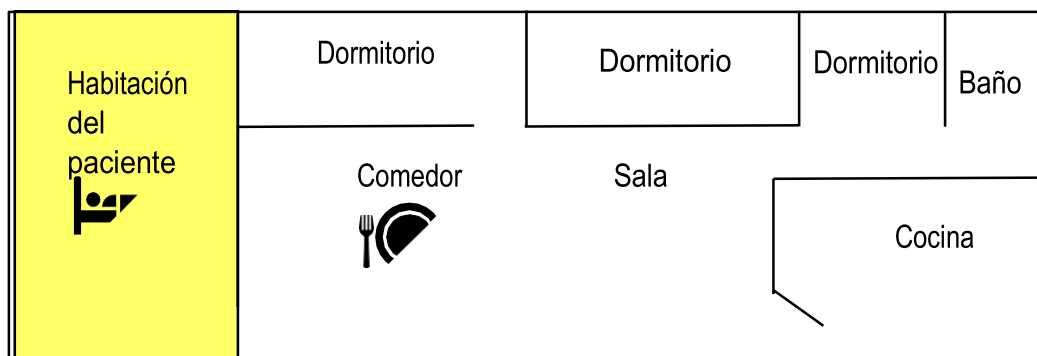 Habitación
del
paciente
Dormitorio
Dormitorio
Dormitorio
Baño
Comedor
Sala
Cocina